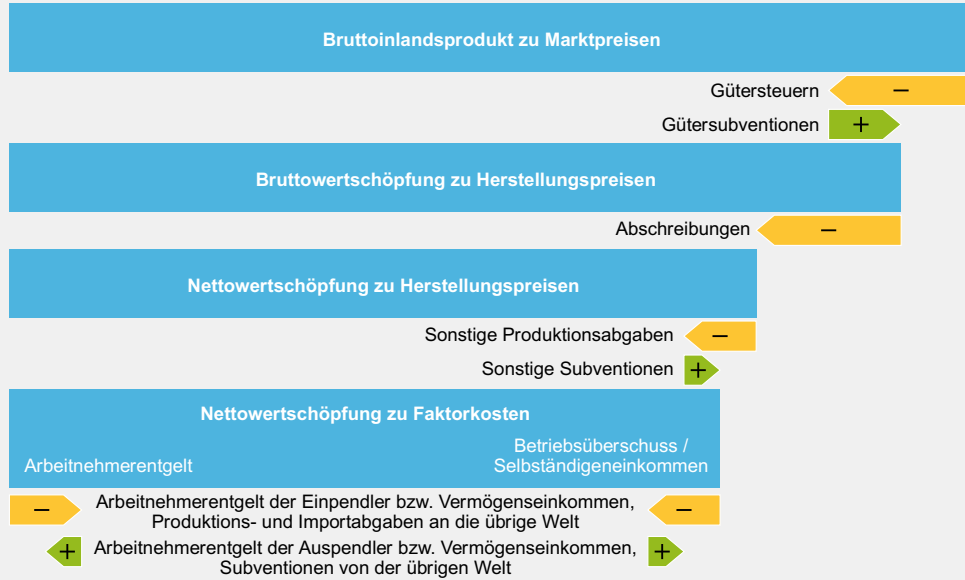 Bruttoinlandsprodukt zu Marktpreisen
Gütersteuern −
Gütersubventionen +
Bruttowertschöpfung zu Herstellungspreisen
Abschreibungen −
Nettowertschöpfung zu Herstellungspreisen
Sonstige Produktionsabgaben −
Sonstige Subventionen +
Nettowertschöpfung zu Faktorkosten
Arbeitnehmerentgelt
Betriebsüberschuss /
Selbständigeneinkommen
− Arbeitnehmerentgelt der Einpendler bzw. Vermögenseinkommen, −
Produktions- und Importabgaben an die übrige Welt
+ Arbeitnehmerentgelt der Auspendler bzw. Vermögenseinkommen, +
Subventionen von der übrigen Welt